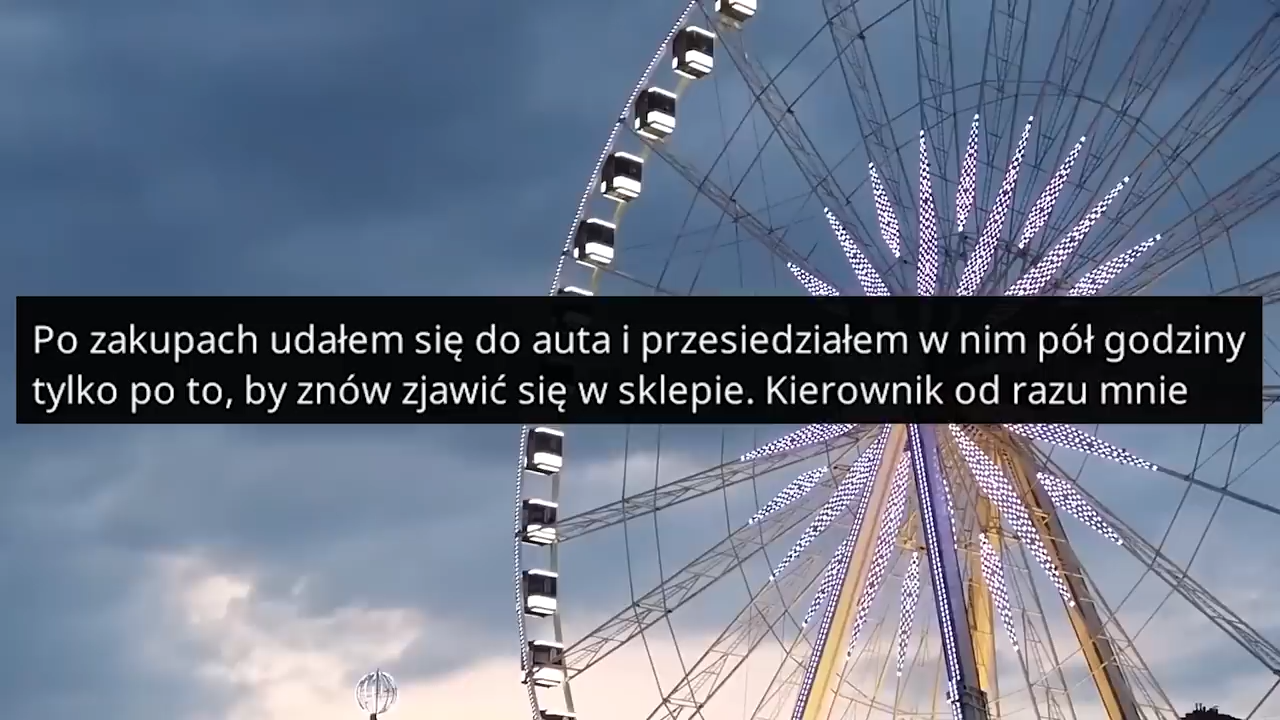 Po zakupach udałem się do auta i przesiedziałem w nim pół godziny
tylko po to, by znów zjawić się w sklepie. Kierownik od razu mnie